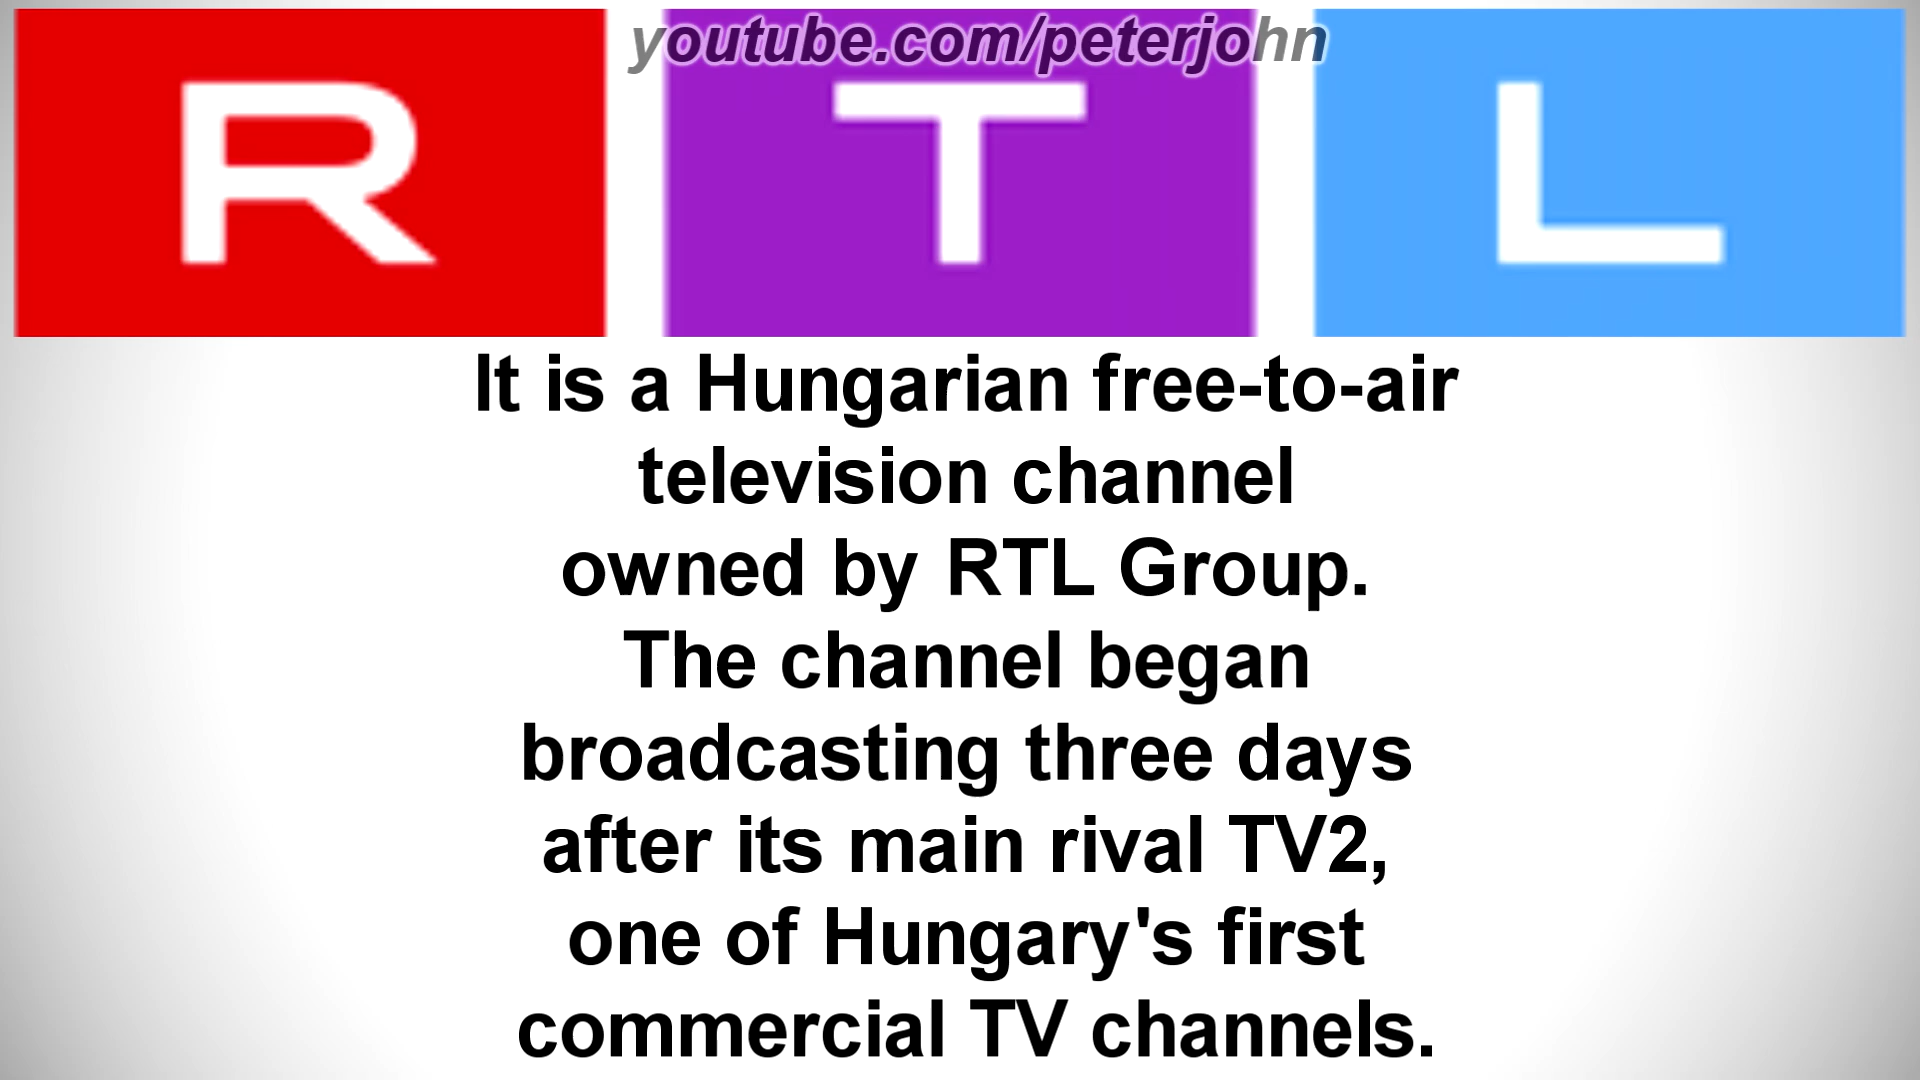 youtube.com/peterjohn
R T L
It is a Hungarian free-to-air
television channel
owned by RTL Group.
The channel began
broadcasting three days
after its main rival TV2,
one of Hungary's first
commercial TV channels.